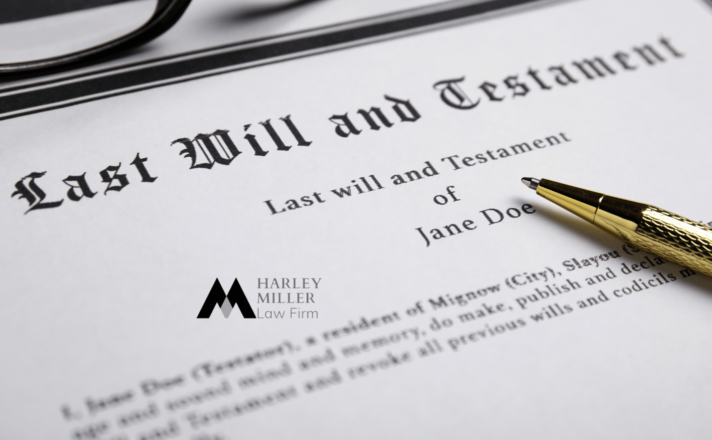 Last Will and Testament
Last will and Testament
of
Jane Doe
HARLEY
MILLER
Law Firm
I, Jane Doe (Testator), a resident of Mignow (City), Slayou
age and sound mind and memory, do make, publish and decla
and Testament and revoke all previous wills and codicils m